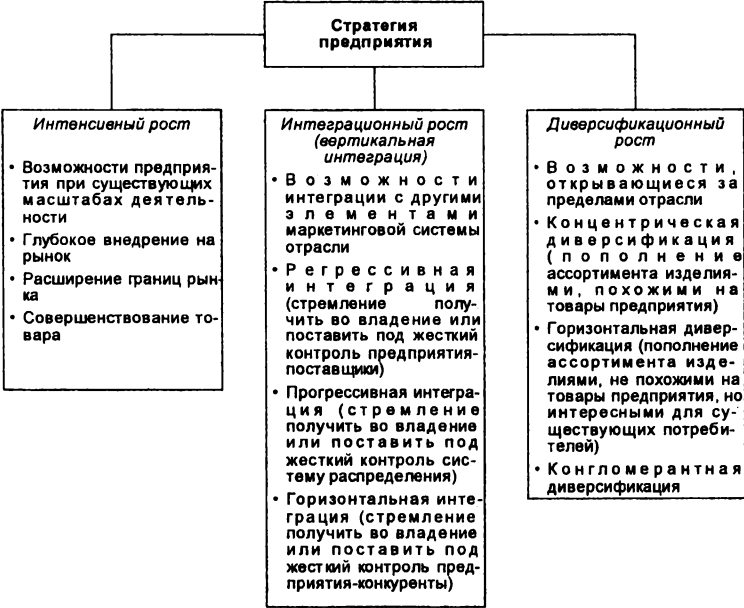 Стратегия
предприятия
Интенсивный рост
• Возможности предприя-
тия при существующих
масштабах деятель-
ности
• Глубокое внедрение на
рынок
• Расширение границ рын-
ка
• Совершенствование то-
вара
Интеграционный рост
(вертикальная
интеграция)
• Возможности
интеграции с другими
элементами
маркетинговой системы
отрасли
• Регрессивная
интеграция
(стремление полу-
чить во владение или
поставить под жесткий
контроль предприятия-
поставщики)
• Прогрессивная интегра-
ция (стремление
получить во владение
или поставить под
жесткий контроль сис-
тему распределения)
• Горизонтальная инте-
грация (стремление
получить во владение
или поставить под
жесткий контроль пред-
приятия-конкуренты)
Диверсификационный
рост
• Возможности,
открывающиеся за
пределами отрасли
• Концентрическая
диверсификация
(пополнение
ассортимента изделия-
ми, похожими на
товары предприятия)
• Горизонтальная дивер-
сификация (пополнение
ассортимента изде-
лиями, не похожими на
товары предприятия, но
интересными для су-
ществующих потреби-
телей)
• Конгломерантная
диверсификация